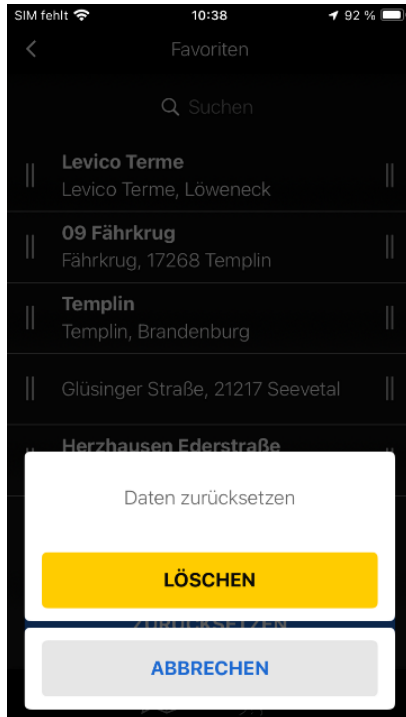 SIM fehlt 10:38 92 %
Favoriten
Suchen
Levico Terme
Levico Terme, Löweneck
09 Fährkrug
Fährkrug, 17268 Templin
Templin
Templin, Brandenburg
Glüsinger Straße, 21217 Seevetal
Herzhausen Ederstraße
Daten zurücksetzen
LÖSCHEN
ZURÜCKSETZEN
ABBRECHEN